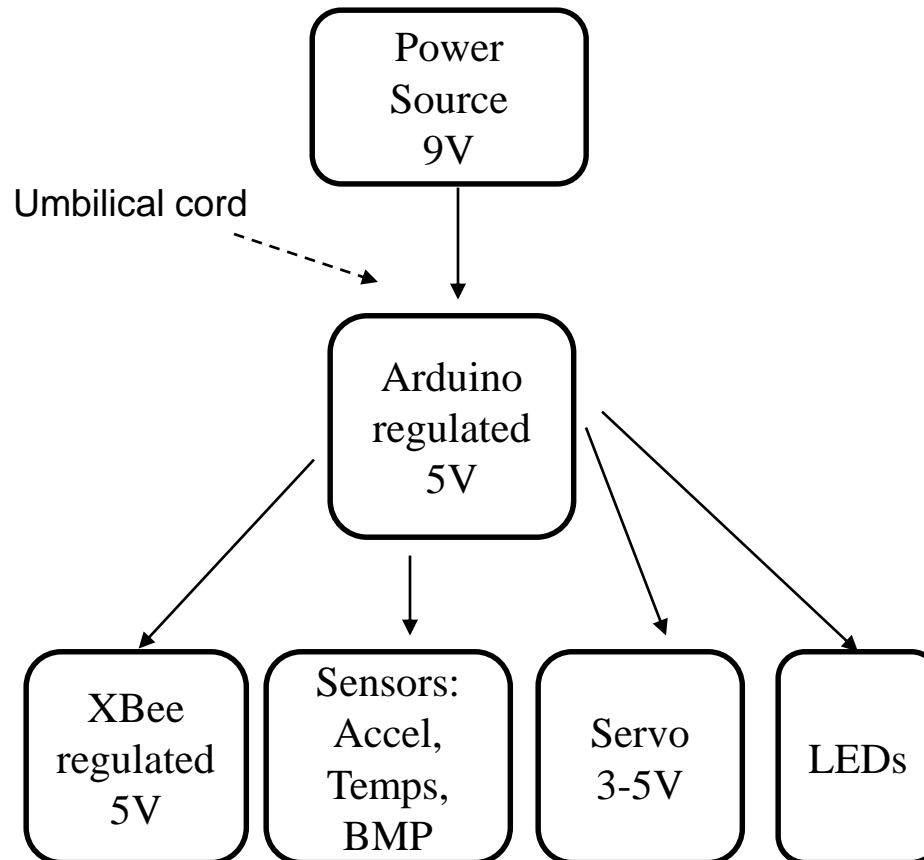 Power
Source
9V
Umbilical cord
Arduino
regulated
5V
XBee
regulated
5V
Sensors:
Accel,
Temps,
BMP
Servo
3-5V
LEDs